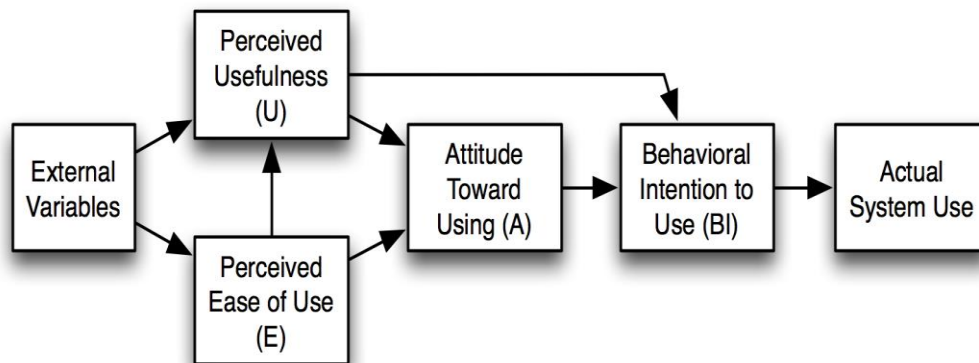 Perceived
Usefulness
(U)
External
Variables
Perceived
Ease of Use
(E)
Attitude
Toward
Using (A)
Behavioral
Intention to
Use (BI)
Actual
System Use